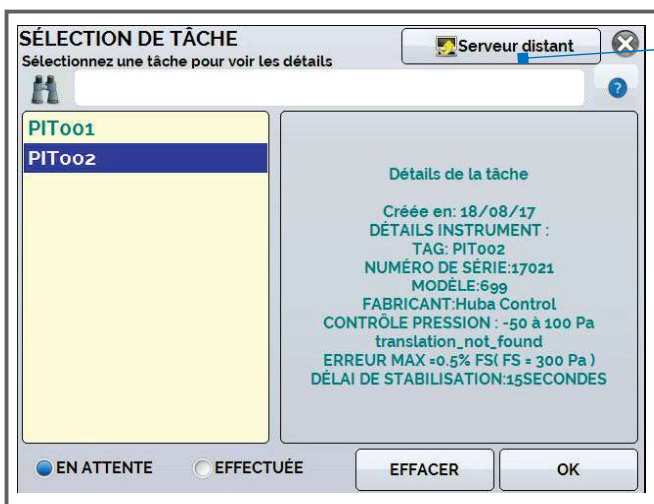 SÉLECTION DE TÂCHE
Sélectionnez une tâche pour voir les détails
Serveur distant
PIT001
PIT002
Détails de la tâche
Créée en: 18/08/17
DÉTAILS INSTRUMENT :
TAG: PIT002
NUMÉRO DE SÉRIE:17021
MODÈLE:699
FABRICANT:Huba Control
CONTRÔLE PRESSION : -50 à 100 Pa
translation_not_found
ERREUR MAX =0.5% FS( FS = 300 Pa )
DÉLAI DE STABILISATION:15SECONDES
EN ATTENTE
EFFECTUÉE
EFFACER
OK